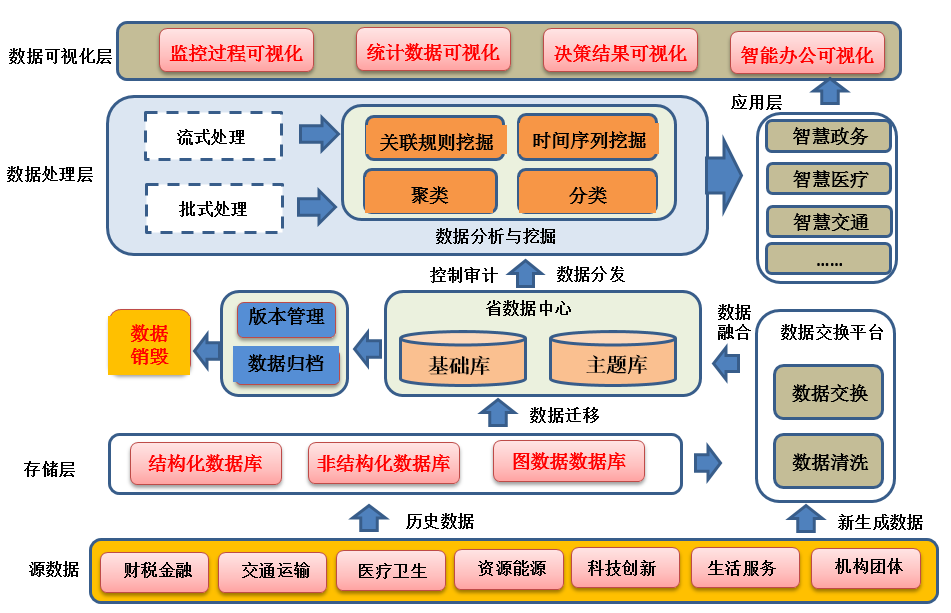 数据可视化层
监控过程可视化
统计数据可视化
决策结果可视化
智能办公可视化
应用层
数据处理层
流式处理
批式处理
关联规则挖掘
时间序列挖掘
聚类
分类
数据分析与挖掘
智慧政务
智慧医疗
智慧交通
......
控制审计
数据分发
数据
销毁
版本管理
数据归档
省数据中心
基础库
主题库
数据
融合
数据交换平台
数据交换
数据清洗
数据迁移
存储层
结构化数据库
非结构化数据库
图数据数据库
历史数据
新生成数据
源数据
财税金融
交通运输
医疗卫生
资源能源
科技创新
生活服务
机构团体